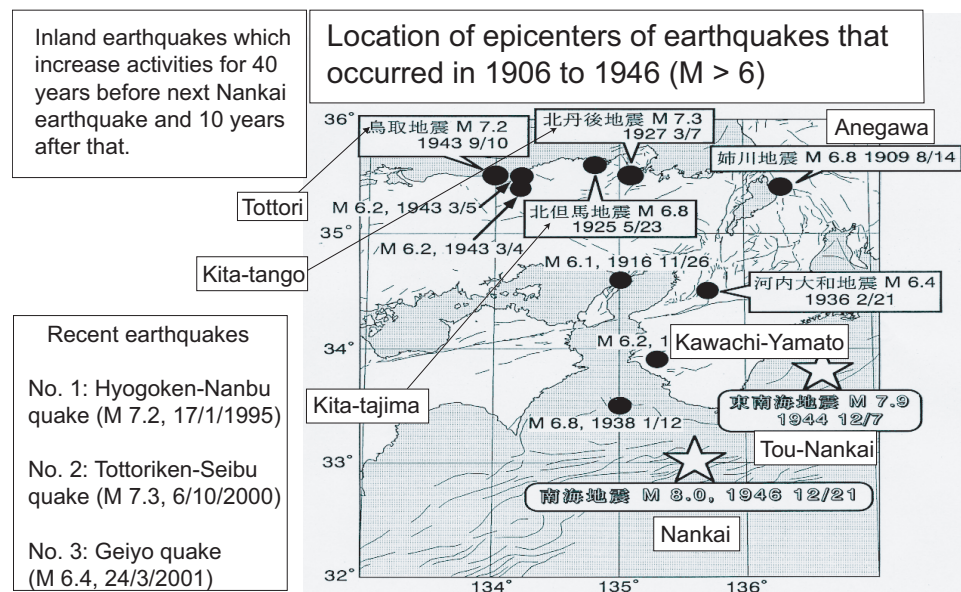 Inland earthquakes which
increase activities for 40
years before next Nankai
earthquake and 10 years
after that.
Location of epicenters of earthquakes that
occurred in 1906 to 1946 (M > 6)
36°
鳥取地震 M 7.2
1943 9/10
北丹後地震 M 7.3
1927 3/7
Anegawa
姉川地震 M 6.8 1909 8/14
Tottori
M 6.2, 1943 3/5
北但馬地震 M 6.8
1925 5/23
35°
M 6.2, 1943 3/4
Kita-tango
M 6.1, 1916 11/26
河内大和地震 M 6.4
1936 2/21
Recent earthquakes
No. 1: Hyogoken-Nanbu
quake (M 7.2, 17/1/1995)
No. 2: Tottoriken-Seibu
quake (M 7.3, 6/10/2000)
No. 3: Geiyo quake
(M 6.4, 24/3/2001)
34°
M 6.2, 1
Kawachi-Yamato
Kita-tajima
東南海地震 M 7.9
1944 12/7
M 6.8, 1938 1/12
Tou-Nankai
33°
南海地震 M 8.0, 1946 12/21
Nankai
32°
134°
135°
136°